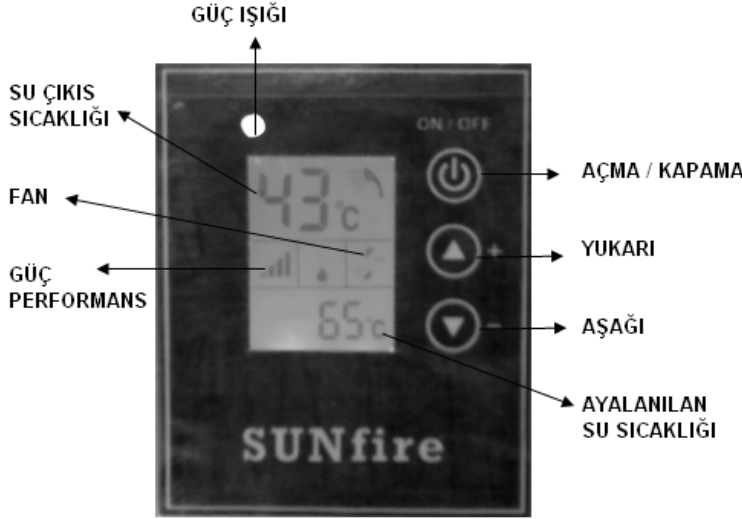 GÜÇ IŞIĞI
SU ÇIKIS
SICAKLIĞI
ON / OFF
43°C
AÇMA / KAPAMA
FAN
+
YUKARI
GÜÇ
PERFORMANS
65°C
-
AŞAĞI
AYALANILAN
SU SICAKLIĞI
SUNfire